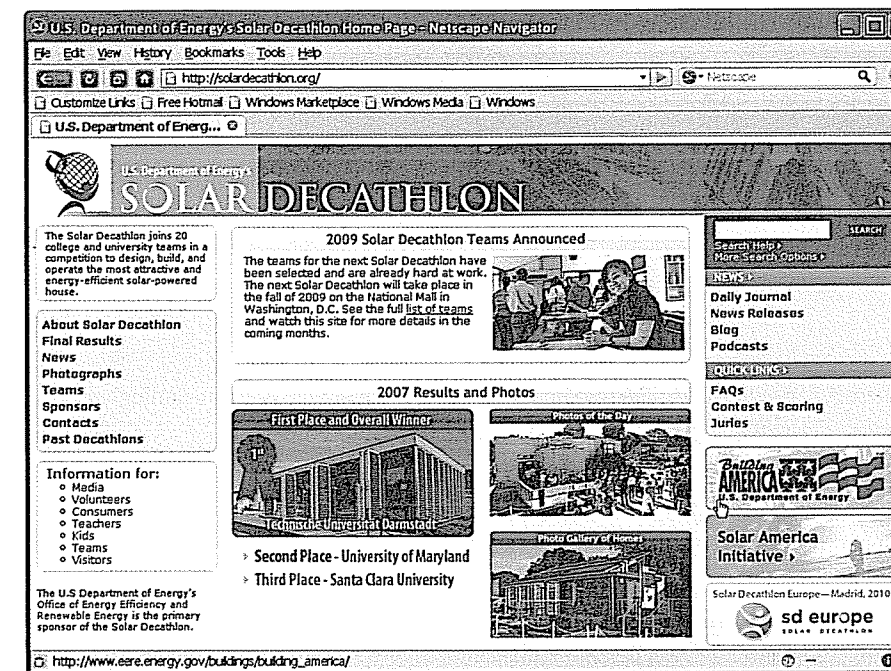 U.S. Department of Energy's Solar Decathlon Home Page - Netscape Navigator
File Edit View History Bookmarks Tools Help
http://solardecathlon.org/
Netscape
Customize Links Free Hotmail Windows Marketplace Windows Media Windows
U.S. Department of Energ...
U.S. Department of Energy's
SOLAR DECATHLON
The Solar Decathlon joins 20
college and university teams in a
competition to design, build, and
operate the most attractive and
energy-efficient solar-powered
house.
About Solar Decathlon
Final Results
News
Photographs
Teams
Sponsors
Contacts
Past Decathlons
Information for:
Media
Volunteers
Consumers
Teachers
Kids
Teams
Visitors
The U.S Department of Energy's
Office of Energy Efficiency and
Renewable Energy is the primary
sponsor of the Solar Decathlon.
2009 Solar Decathlon Teams Announced
The teams for the next Solar Decathlon have
been selected and are already hard at work.
The next Solar Decathlon will take place in
the fall of 2009 on the National Mall in
Washington, D.C. See the full list of teams
and watch this site for more details in the
coming months.
2007 Results and Photos
First Place and Overall Winner
Technische Universität Darmstadt
Second Place - University of Maryland
Third Place - Santa Clara University
Photos of the Day
Photo Gallery of Homes
SEARCH
Search Help
More Search Options
NEWS
Daily Journal
News Releases
Blog
Podcasts
QUICK LINKS
FAQs
Contest & Scoring
Juries
Building
AMERICA
U.S. Department of Energy
Solar America
Initiative
Solar Decathlon Europe—Madrid, 2010
sd europe
SOLAR DECATHLON
http://www.eere.energy.gov/buildings/building_america/